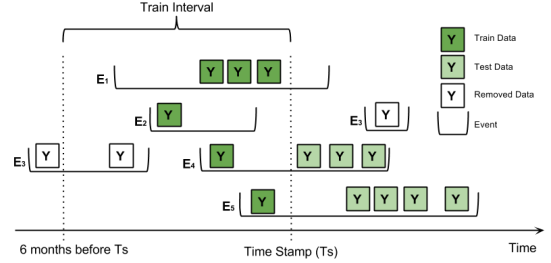 Train Interval
Y Train Data
Y Test Data
Y Removed Data
Event
E1 Y Y Y
E2 Y
E3 Y
E3 Y Y
E4 Y Y Y Y
E5 Y Y Y Y Y
6 months before Ts
Time Stamp (Ts)
Time